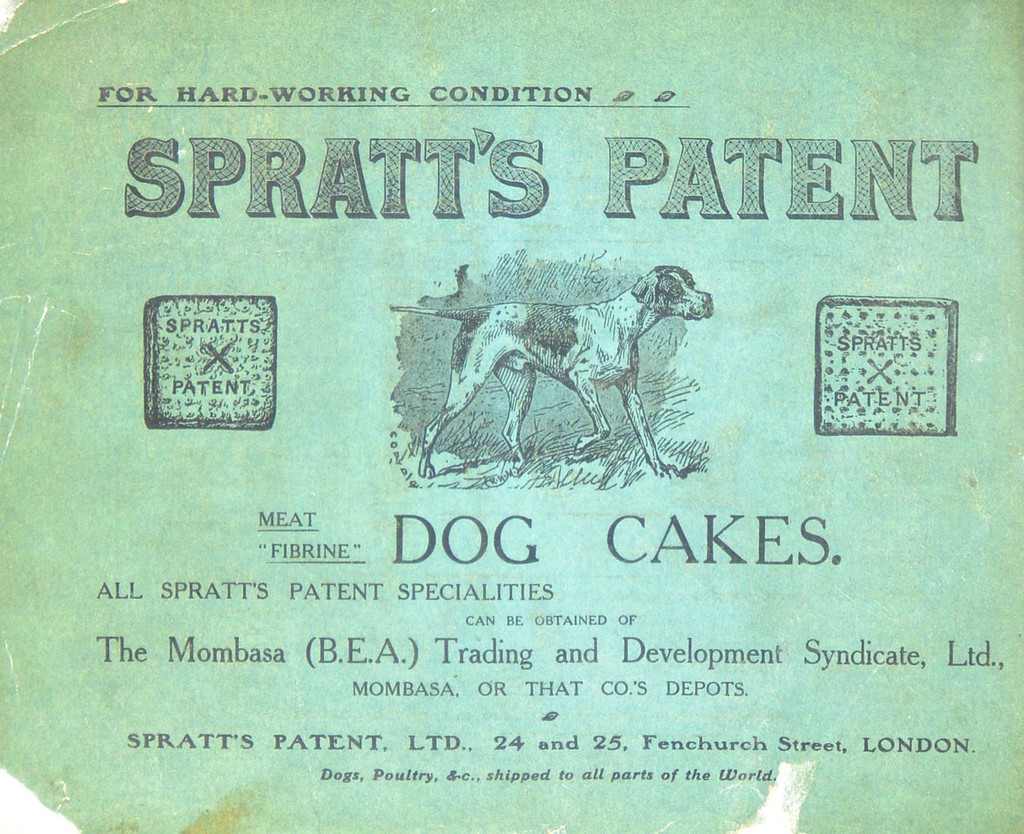 FOR HARD-WORKING CONDITION
SPRATT'S PATENT
SPRATTS
X
PATENT
SPRATTS
X
PATENT
MEAT
"FIBRINE"
DOG CAKES.
ALL SPRATT'S PATENT SPECIALITIES
CAN BE OBTAINED OF
The Mombasa (B.E.A.) Trading and Development Syndicate, Ltd.,
MOMBASA, OR THAT CO.'S DEPOTS.
SPRATT'S PATENT, LTD., 24 and 25, Fenchurch Street, LONDON.
Dogs, Poultry, &c., shipped to all parts of the World.